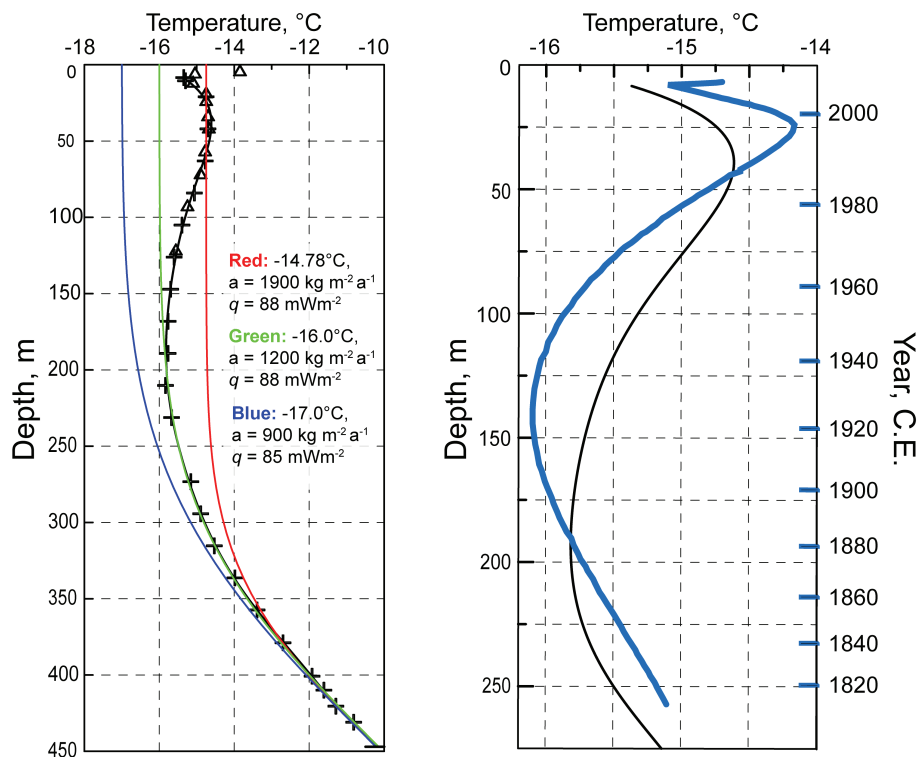 Temperature, °C
-18 -16 -14 -12 -10
0
50
100
150
200
250
300
350
400
450
Depth, m
Red: -14.78°C,
a = 1900 kg m⁻² a⁻¹
q = 88 mWm⁻²
Green: -16.0°C,
a = 1200 kg m⁻² a⁻¹
q = 88 mWm⁻²
Blue: -17.0°C,
a = 900 kg m⁻² a⁻¹
q = 85 mWm⁻²
Temperature, °C
-16 -15 -14
0
50
100
150
200
250
Depth, m
2000
1980
1960
1940
1920
1900
1880
1860
1840
1820
Year, C.E.